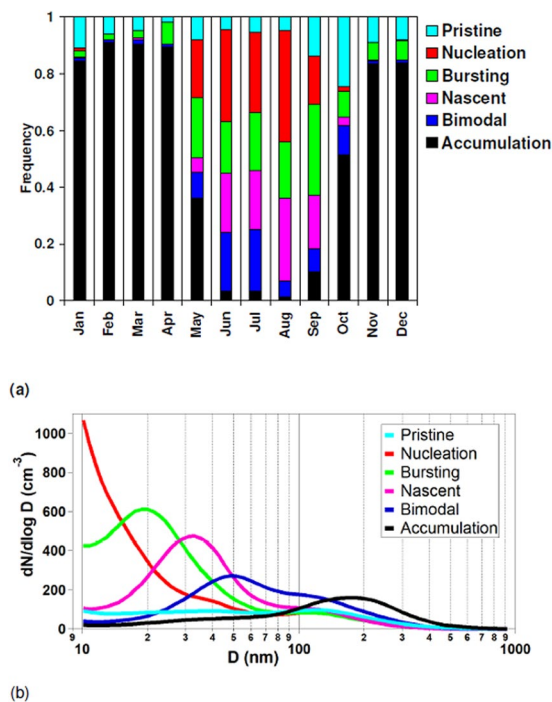 1
0.8
0.6
0.4
0.2
0
Frequency
Jan Feb Mar Apr May Jun Jul Aug Sep Oct Nov Dec
Pristine
Nucleation
Bursting
Nascent
Bimodal
Accumulation
(a)
1000
800
600
400
200
0
dN/dlog D (cm⁻³)
Pristine
Nucleation
Bursting
Nascent
Bimodal
Accumulation
9 10 2 3 4 5 6 7 8 9 100 2 3 4 5 6 7 8 9 1000
D (nm)
(b)